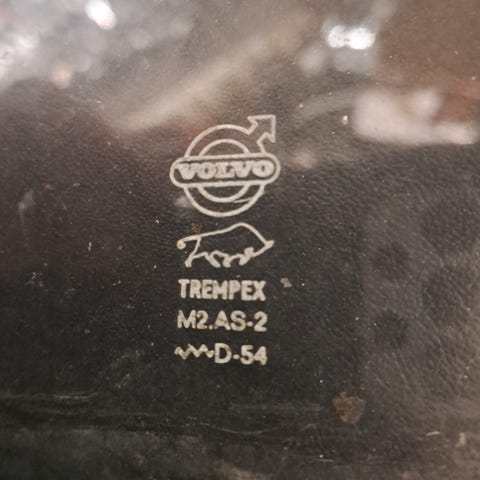 VOLVO
TREMPEX
M2.AS-2
D-54